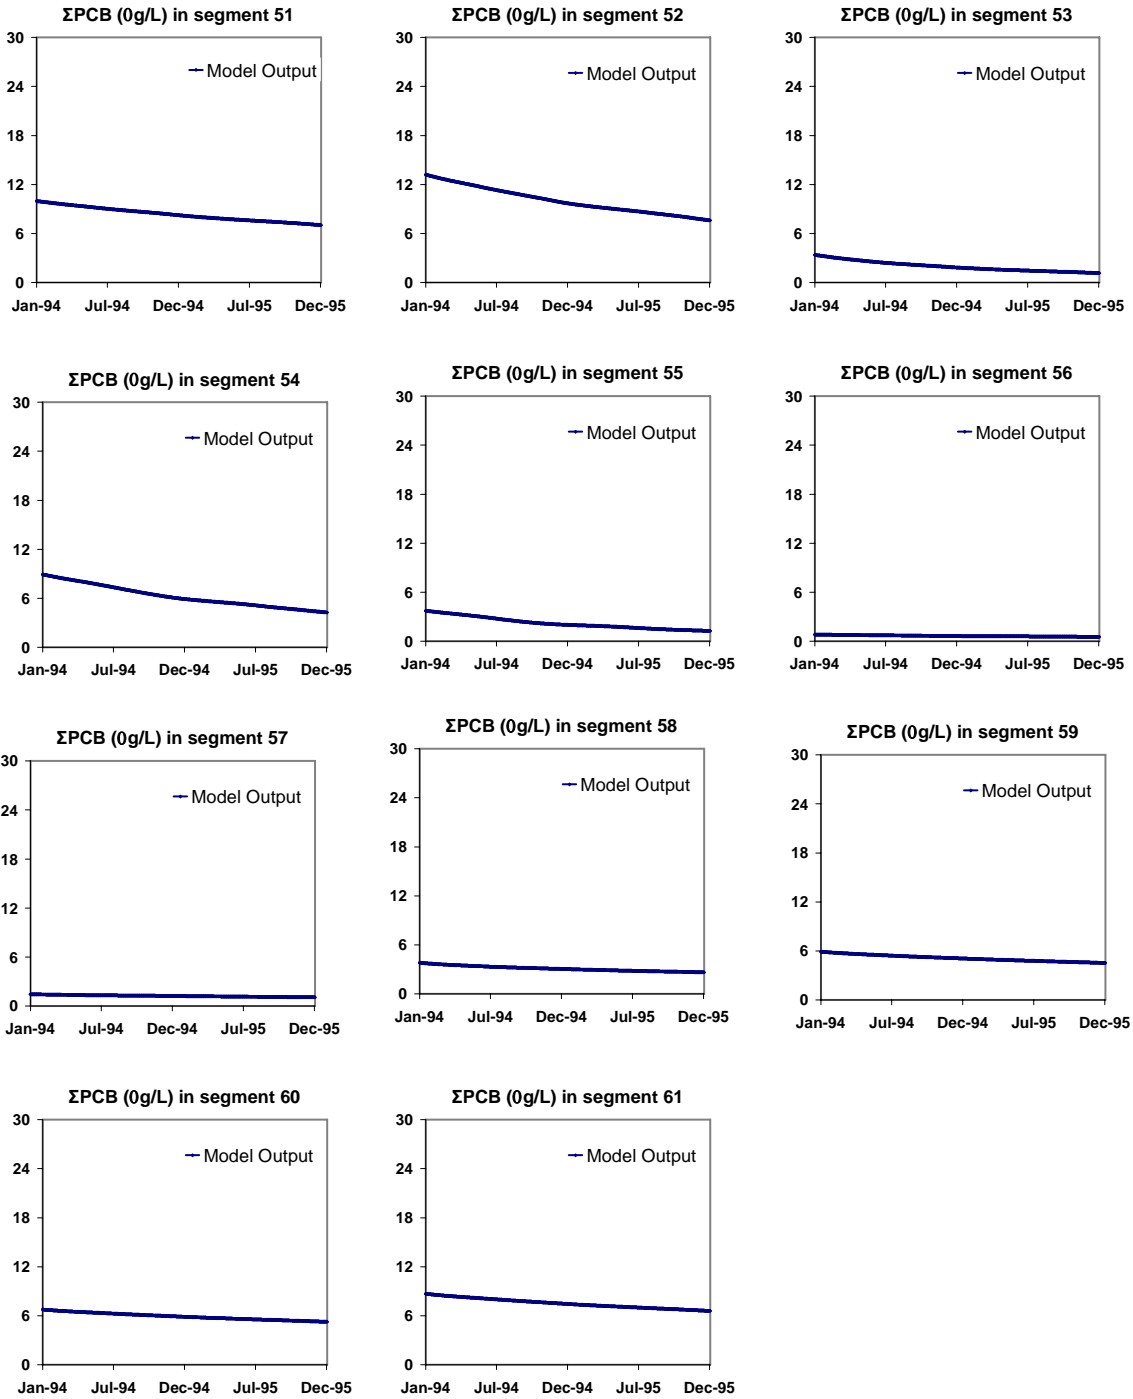 ΣPCB (0g/L) in segment 51
30
24
18
12
6
0
Model Output
Jan-94 Jul-94 Dec-94 Jul-95 Dec-95
ΣPCB (0g/L) in segment 52
30
24
18
12
6
0
Model Output
Jan-94 Jul-94 Dec-94 Jul-95 Dec-95
ΣPCB (0g/L) in segment 53
30
24
18
12
6
0
Model Output
Jan-94 Jul-94 Dec-94 Jul-95 Dec-95
ΣPCB (0g/L) in segment 54
30
24
18
12
6
0
Model Output
Jan-94 Jul-94 Dec-94 Jul-95 Dec-95
ΣPCB (0g/L) in segment 55
30
24
18
12
6
0
Model Output
Jan-94 Jul-94 Dec-94 Jul-95 Dec-95
ΣPCB (0g/L) in segment 56
30
24
18
12
6
0
Model Output
Jan-94 Jul-94 Dec-94 Jul-95 Dec-95
ΣPCB (0g/L) in segment 57
30
24
18
12
6
0
Model Output
Jan-94 Jul-94 Dec-94 Jul-95 Dec-95
ΣPCB (0g/L) in segment 58
30
24
18
12
6
0
Model Output
Jan-94 Jul-94 Dec-94 Jul-95 Dec-95
ΣPCB (0g/L) in segment 59
30
24
18
12
6
0
Model Output
Jan-94 Jul-94 Dec-94 Jul-95 Dec-95
ΣPCB (0g/L) in segment 60
30
24
18
12
6
0
Model Output
Jan-94 Jul-94 Dec-94 Jul-95 Dec-95
ΣPCB (0g/L) in segment 61
30
24
18
12
6
0
Model Output
Jan-94 Jul-94 Dec-94 Jul-95 Dec-95